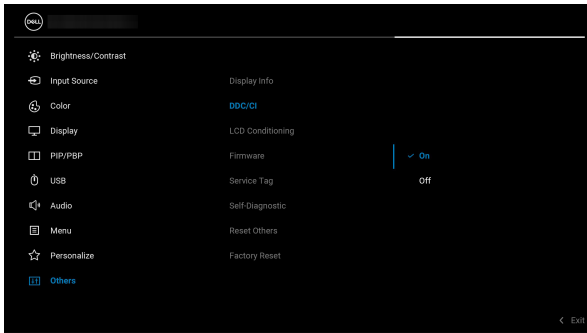 DELL
Brightness/Contrast
Input Source
Display Info
Color
DDC/CI
Display
LCD Conditioning
PIP/PBP
Firmware
On
USB
Service Tag
Off
Audio
Self-Diagnostic
Menu
Reset Others
Personalize
Factory Reset
Others
Exit